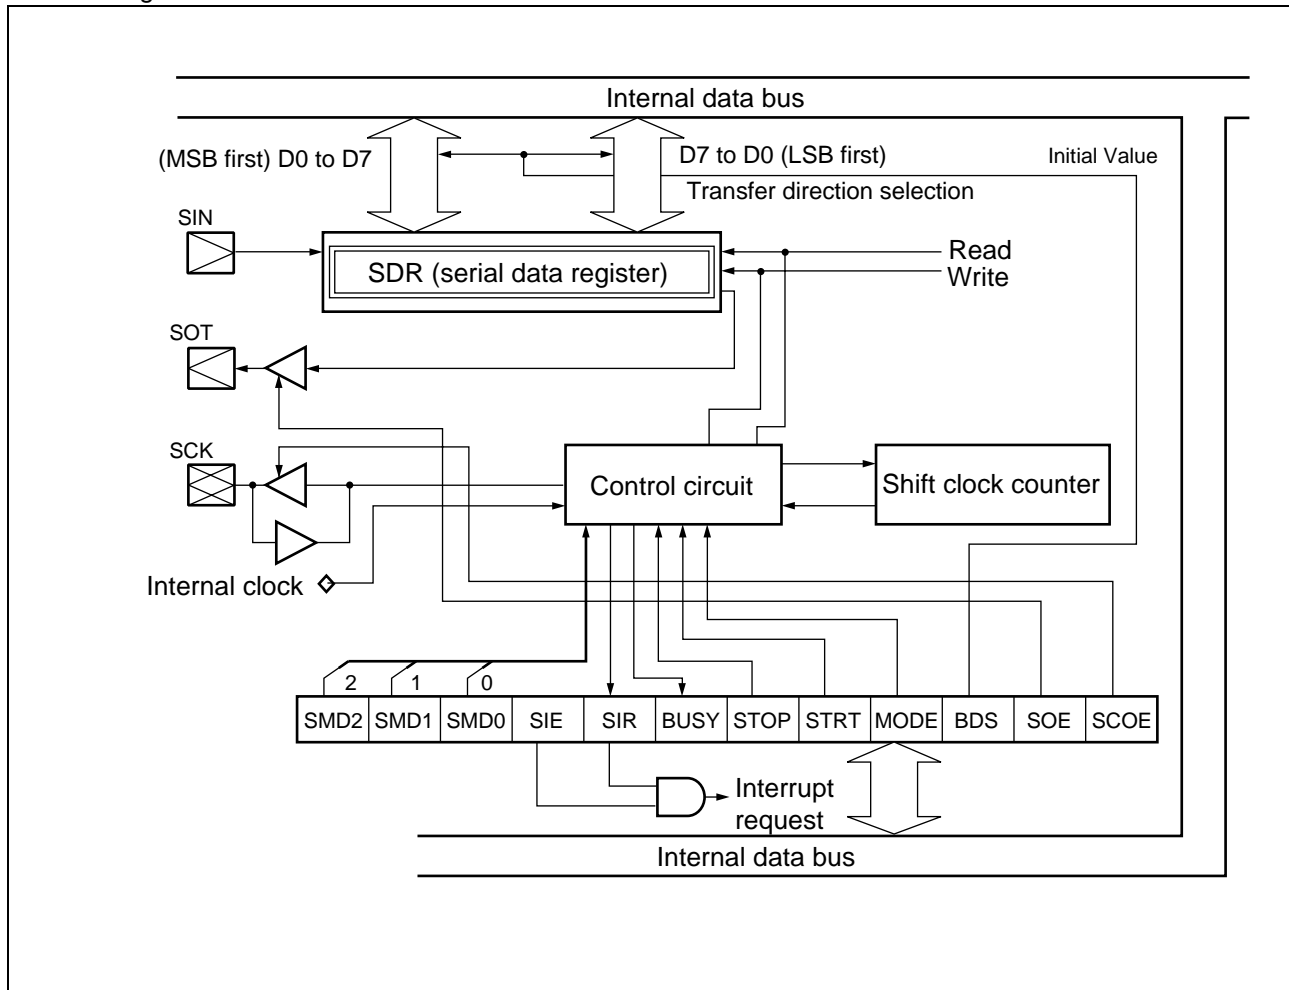 Internal data bus
(MSB first) D0 to D7
D7 to D0 (LSB first)
Initial Value
Transfer direction selection
SIN
SDR (serial data register)
Read
Write
SOT
SCK
Control circuit
Shift clock counter
Internal clock
2
1
0
SMD2 SMD1 SMD0 SIE SIR BUSY STOP STRT MODE BDS SOE SCOE
Interrupt
request
Internal data bus